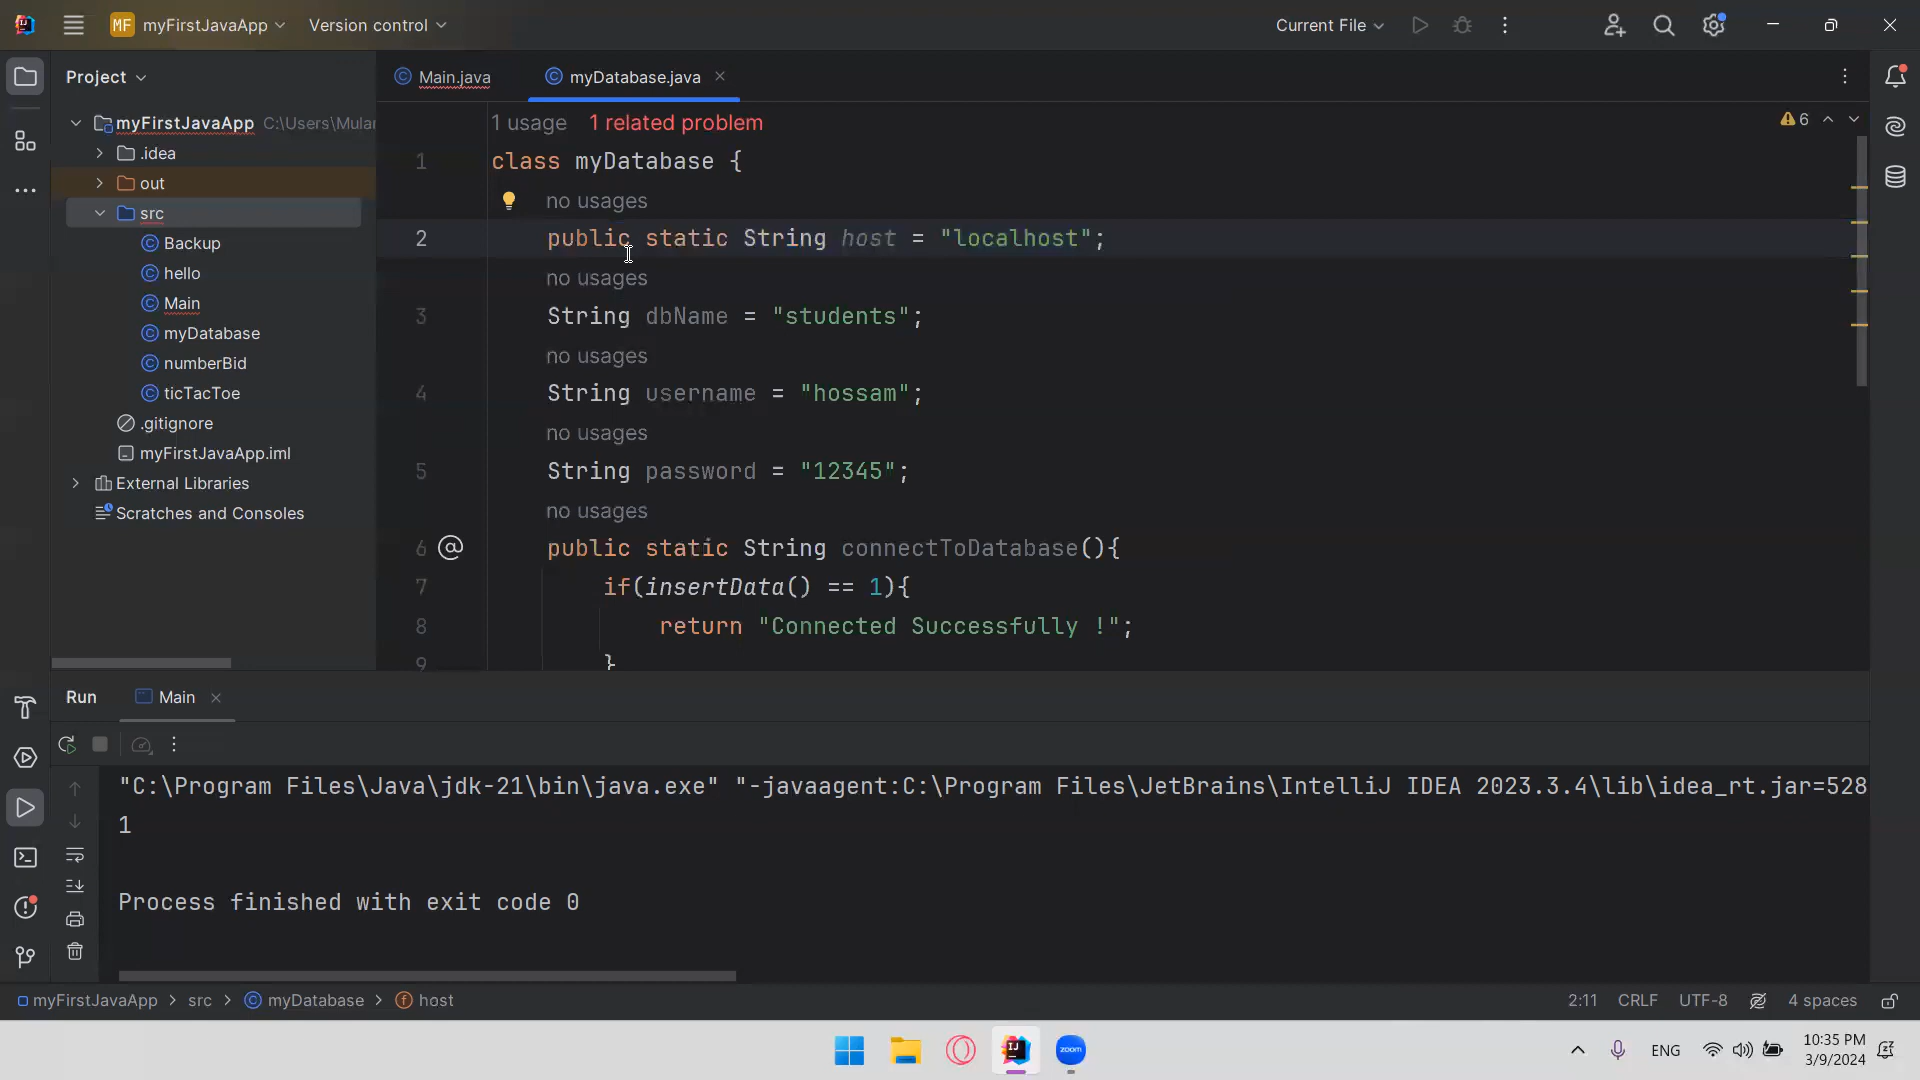 MF myFirstJavaApp Version control Current File
Project
Main.java myDatabase.java
myFirstJavaApp C:\Users\Mular
.idea
out
src
Backup
hello
Main
myDatabase
numberBid
ticTacToe
.gitignore
myFirstJavaApp.iml
External Libraries
Scratches and Consoles
1 usage 1 related problem
6
1 class myDatabase {
no usages
2 public static String host = "localhost";
no usages
3 String dbName = "students";
no usages
4 String username = "hossam";
no usages
5 String password = "12345";
no usages
6 @ public static String connectToDatabase(){
7 if(insertData() == 1){
8 return "Connected Successfully !";
9 }
Run Main
"C:\Program Files\Java\jdk-21\bin\java.exe" "-javaagent:C:\Program Files\JetBrains\IntelliJ IDEA 2023.3.4\lib\idea_rt.jar=528
1
Process finished with exit code 0
myFirstJavaApp > src > myDatabase > host
2:11 CRLF UTF-8 4 spaces
zoom
ENG
10:35 PM
3/9/2024